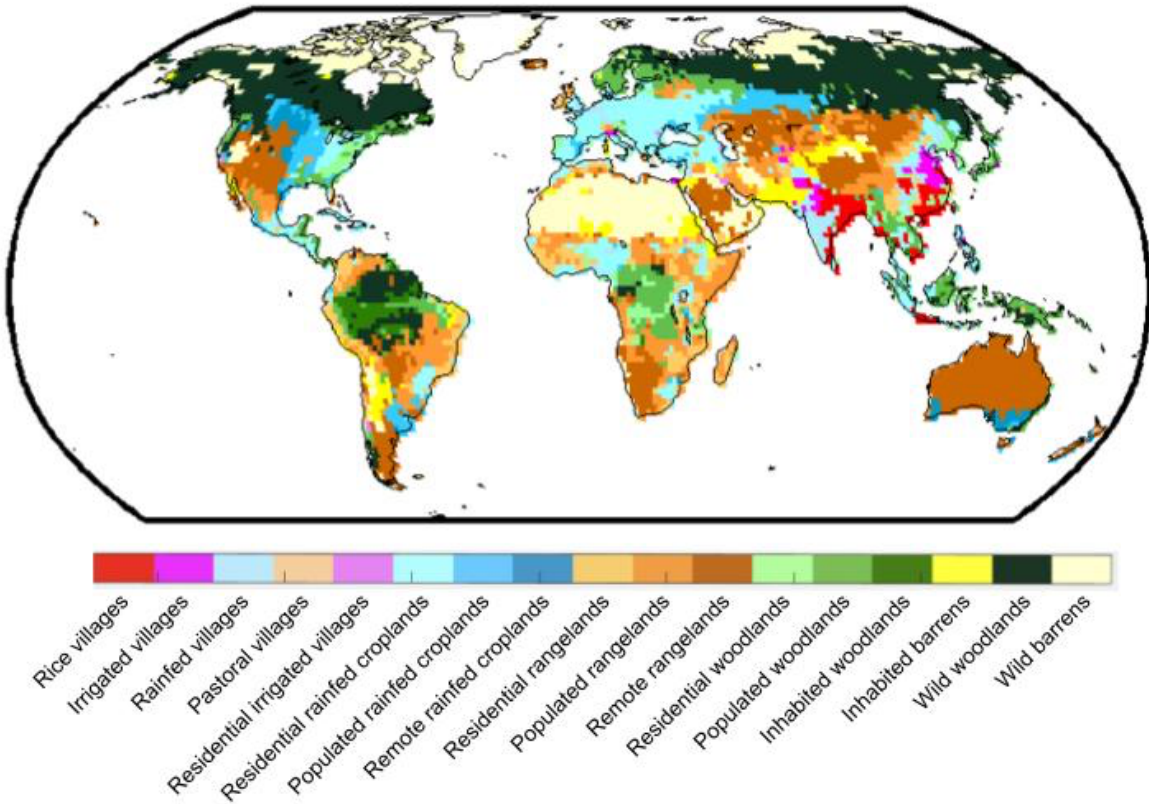 Rice villages
Irrigated villages
Rainfed villages
Pastoral villages
Residential irrigated villages
Residential rainfed croplands
Populated rainfed croplands
Remote rainfed croplands
Residential rangelands
Populated rangelands
Remote rangelands
Residential woodlands
Populated woodlands
Inhabited woodlands
Inhabited barrens
Wild woodlands
Wild barrens